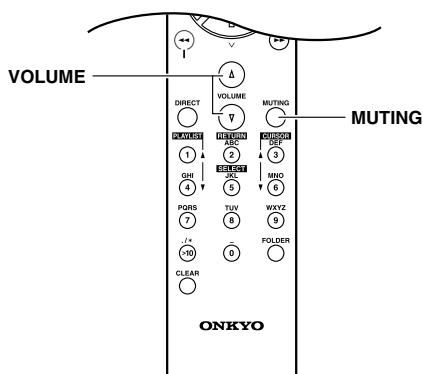 VOLUME
VOLUME
DIRECT
MUTING
MUTING
PLAYLIST
RETURN
CURSOR
ABC
DEF
1
2
3
SELECT
GHI
JKL
MNO
4
5
6
PQRS
TUV
WXYZ
7
8
9
./*
–
FOLDER
>10
0
CLEAR
ONKYO